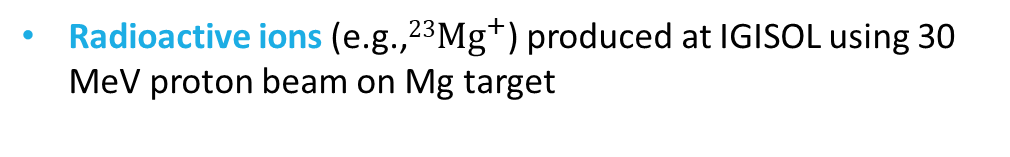 • Radioactive ions (e.g.,²³Mg⁺) produced at IGISOL using 30
MeV proton beam on Mg target